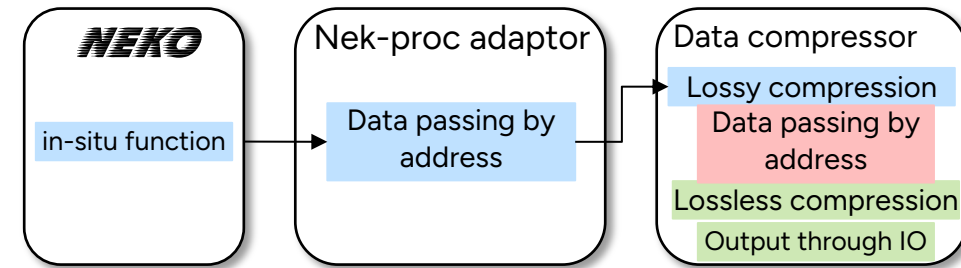 NEKO
in-situ function
Nek-proc adaptor
Data passing by
address
Data compressor
Lossy compression
Data passing by
address
Lossless compression
Output through IO